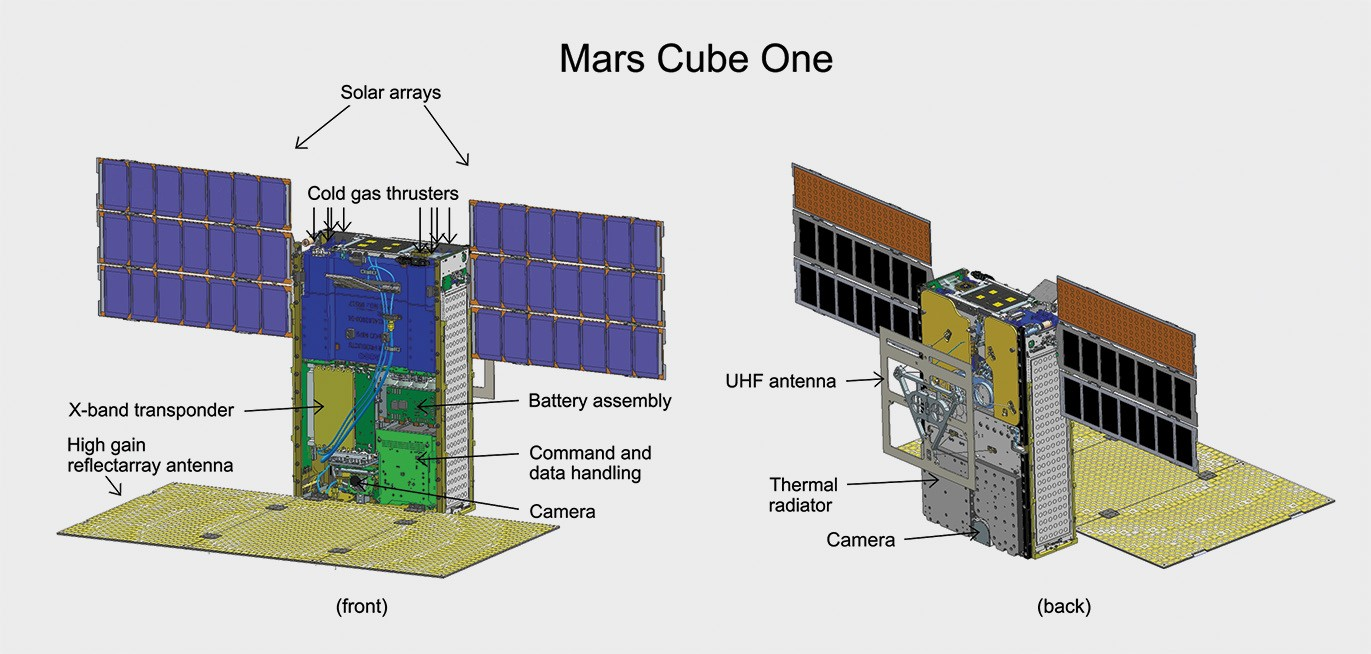 Mars Cube One
Solar arrays
Cold gas thrusters
X-band transponder
High gain
reflectarray antenna
Battery assembly
Command and
data handling
Camera
(front)
UHF antenna
Thermal
radiator
Camera
(back)